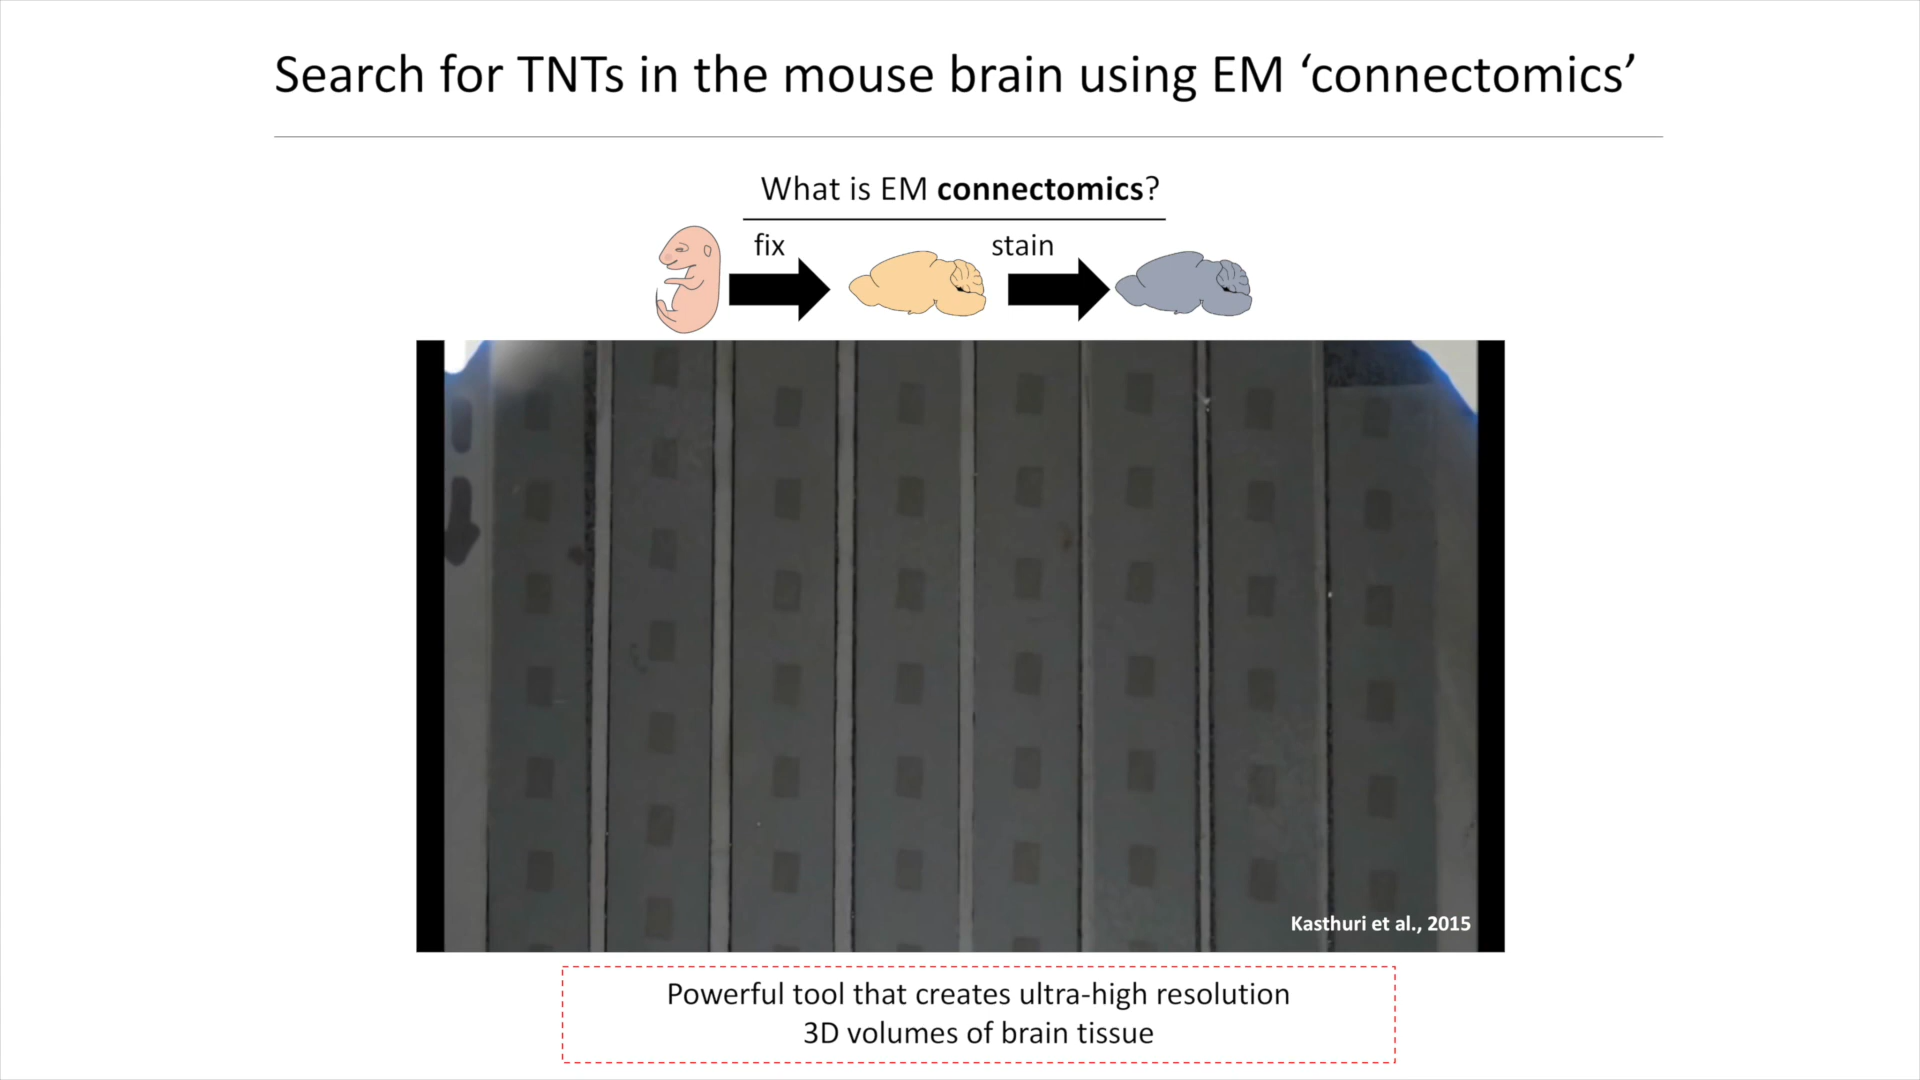 Search for TNTs in the mouse brain using EM ‘connectomics’
What is EM connectomics?
fix
stain
Kasthuri et al., 2015
Powerful tool that creates ultra-high resolution
3D volumes of brain tissue